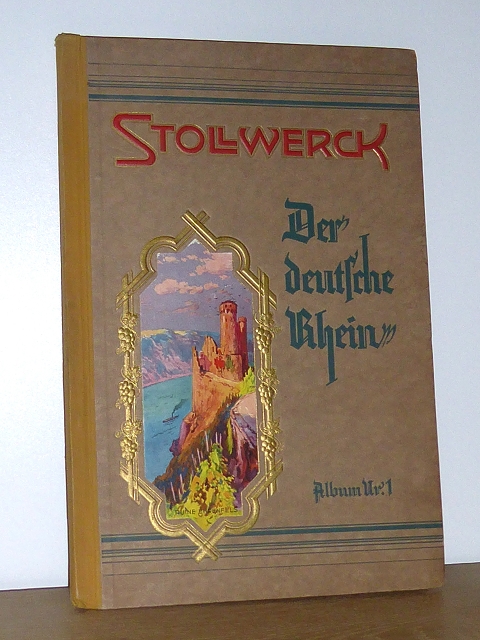 STOLLWERCK
Der
deutsche
Rhein
Album Nr. 1